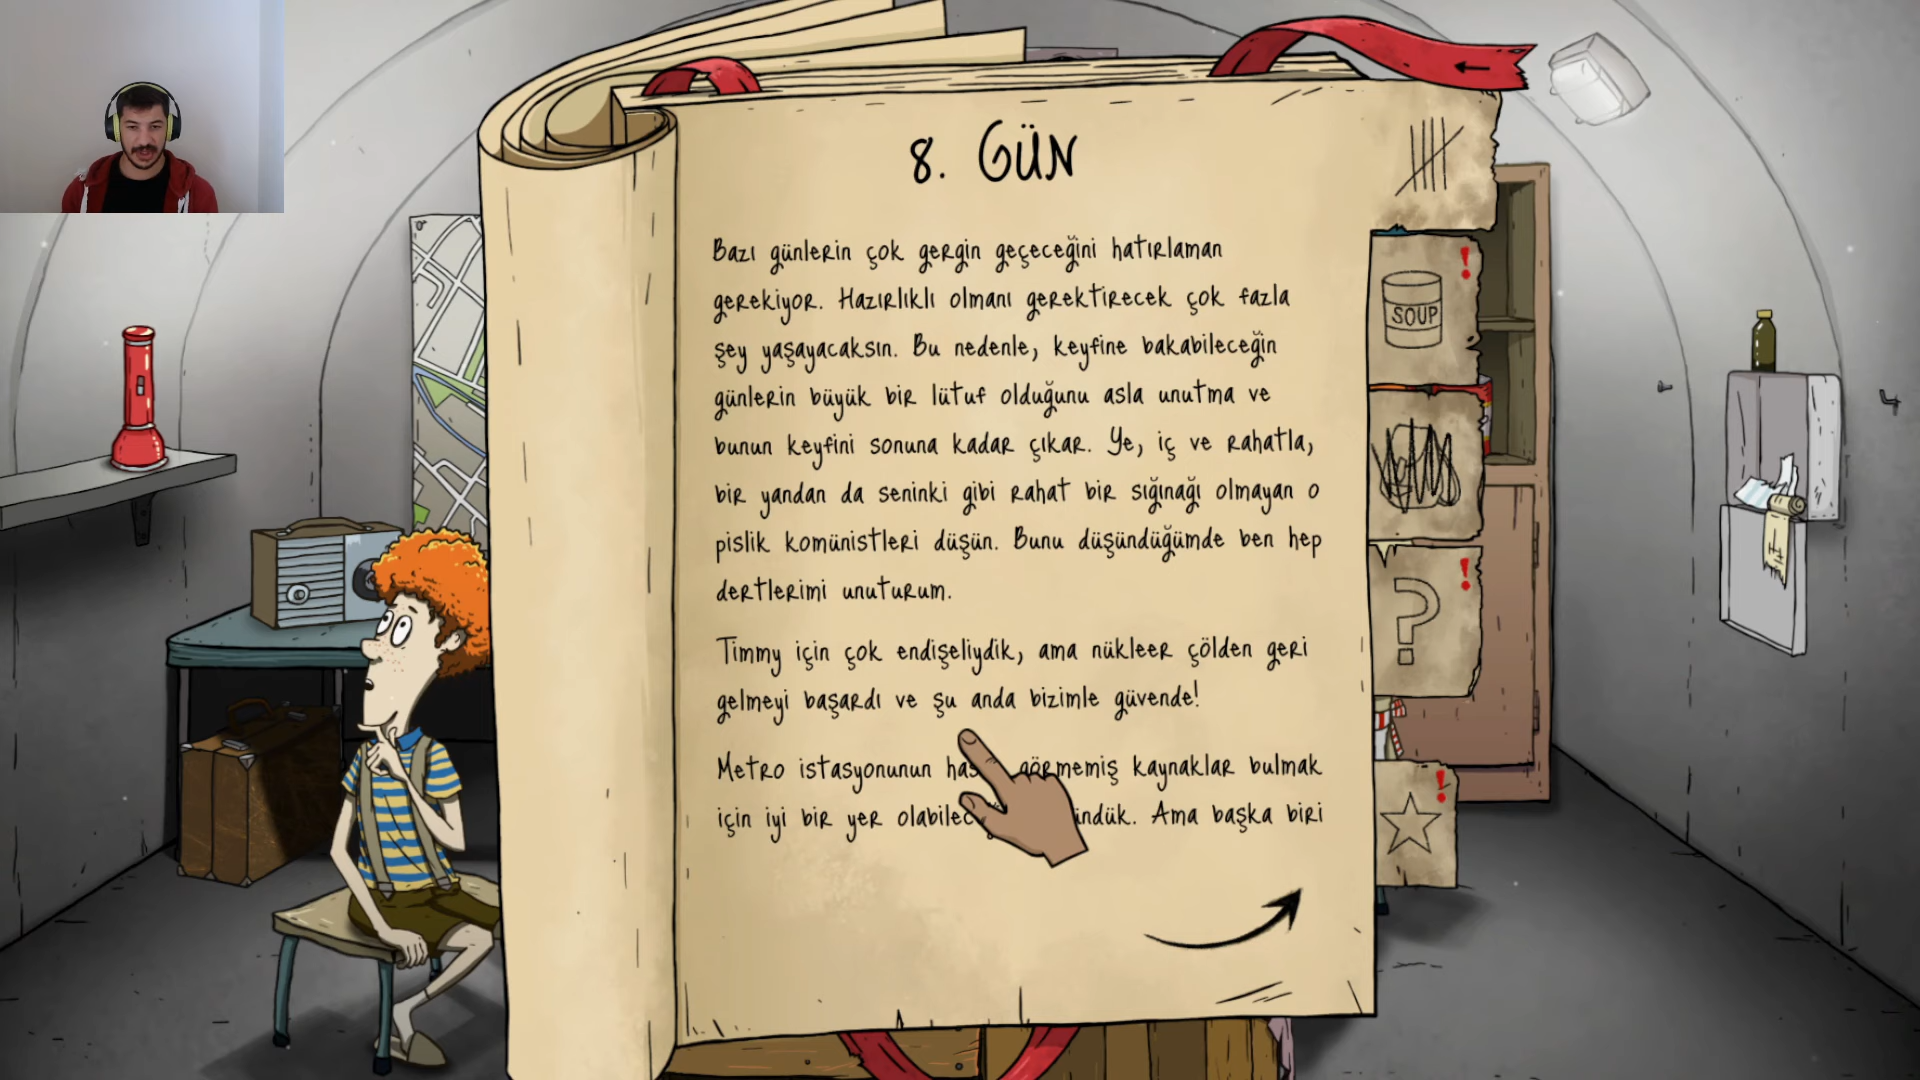 8. GÜN
Bazı günlerin çok gergin geçeceğini hatırlaman
gerekiyor. Hazırlıklı olmanı gerektirecek çok fazla
şey yaşayacaksın. Bu nedenle, keyfine bakabileceğin
günlerin büyük bir lütuf olduğunu asla unutma ve
bunun keyfini sonuna kadar çıkar. Ye, iç ve rahatla,
bir yandan da seninki gibi rahat bir sığınağı olmayan o
pislik komünistleri düşün. Bunu düşündüğümde ben hep
dertlerimi unuturum.
Timmy için çok endişeliydik, ama nükleer çölden geri
gelmeyi başardı ve şu anda bizimle güvende!
Metro istasyonunun görmemiş kaynaklar bulmak
için iyi bir yer Ama başka biri
SOUP
!
!
?
!